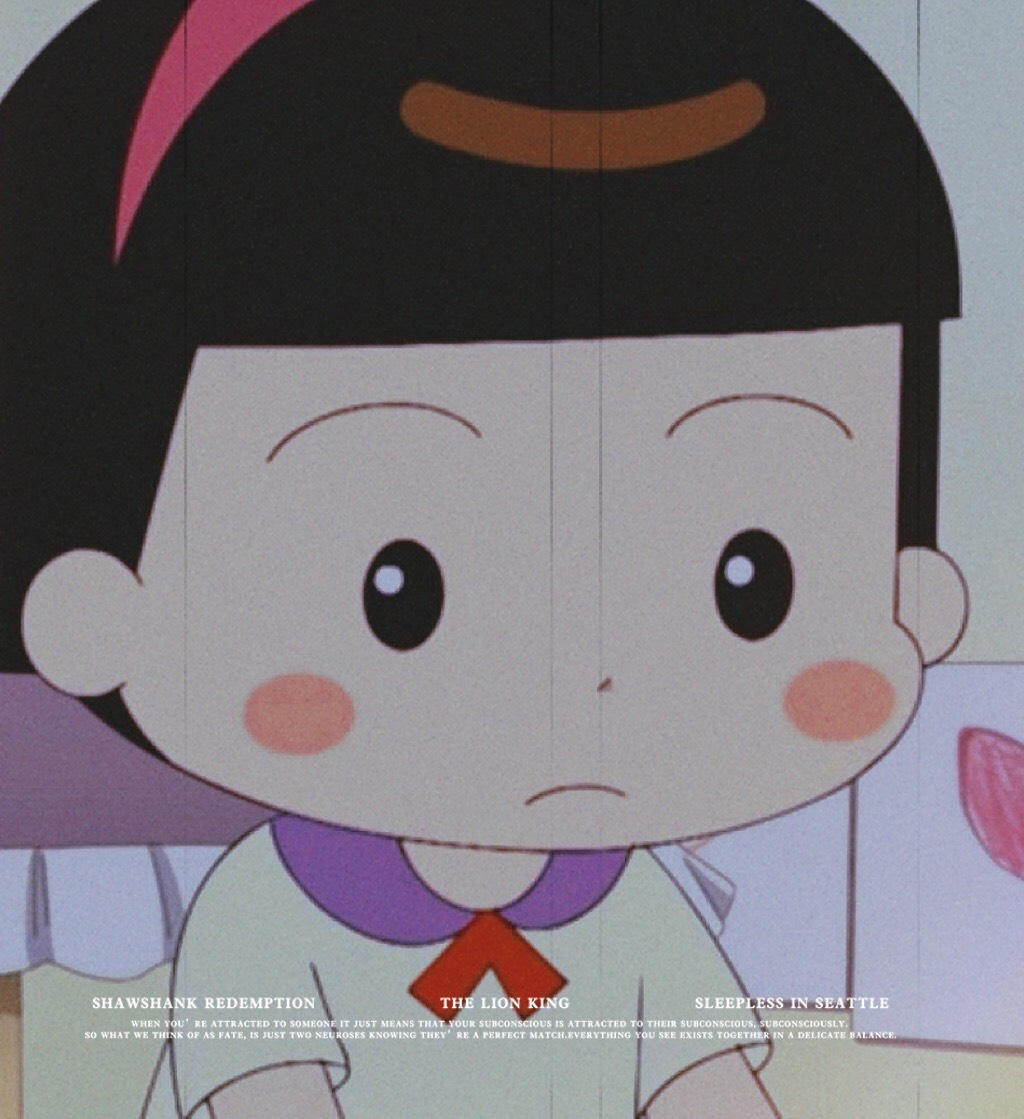 SHAWSHANK REDEMPTION THE LION KING SLEEPLESS IN SEATTLE
WHEN YOU’ RE ATTRACTED TO SOMEONE IT JUST MEANS THAT YOUR SUBCONSCIOUS IS ATTRACTED TO THEIR SUBCONSCIOUS, SUBCONSCIOUSLY.
SO WHAT WE THINK OF AS FATE, IS JUST TWO NEUROSES KNOWING THEY’ RE A PERFECT MATCH.EVERYTHING YOU SEE EXISTS TOGETHER IN A DELICATE BALANCE.